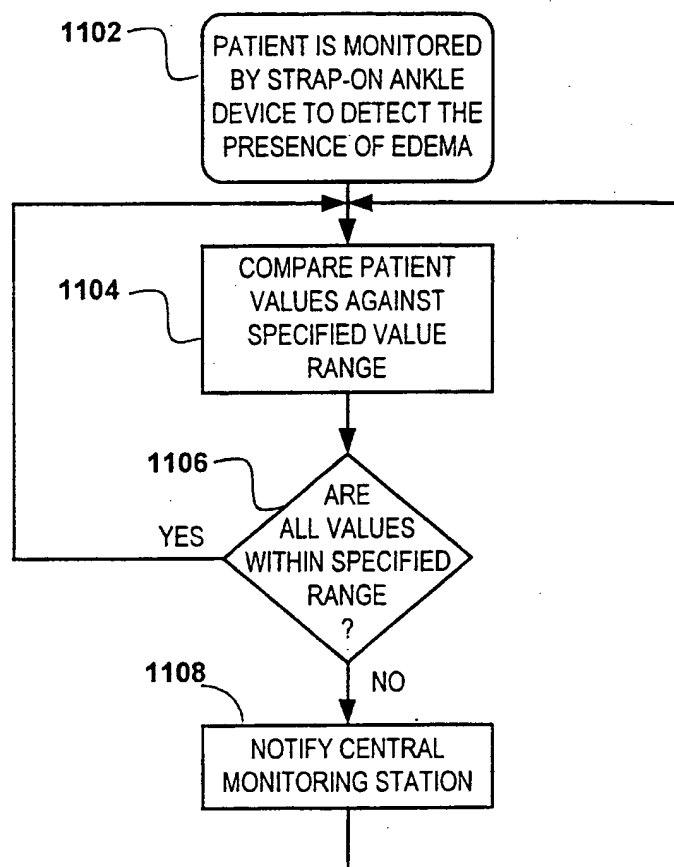 1102
PATIENT IS MONITORED
BY STRAP-ON ANKLE
DEVICE TO DETECT THE
PRESENCE OF EDEMA
1104
COMPARE PATIENT
VALUES AGAINST
SPECIFIED VALUE
RANGE
1106
ARE
ALL VALUES
WITHIN SPECIFIED
RANGE
?
YES
NO
1108
NOTIFY CENTRAL
MONITORING STATION